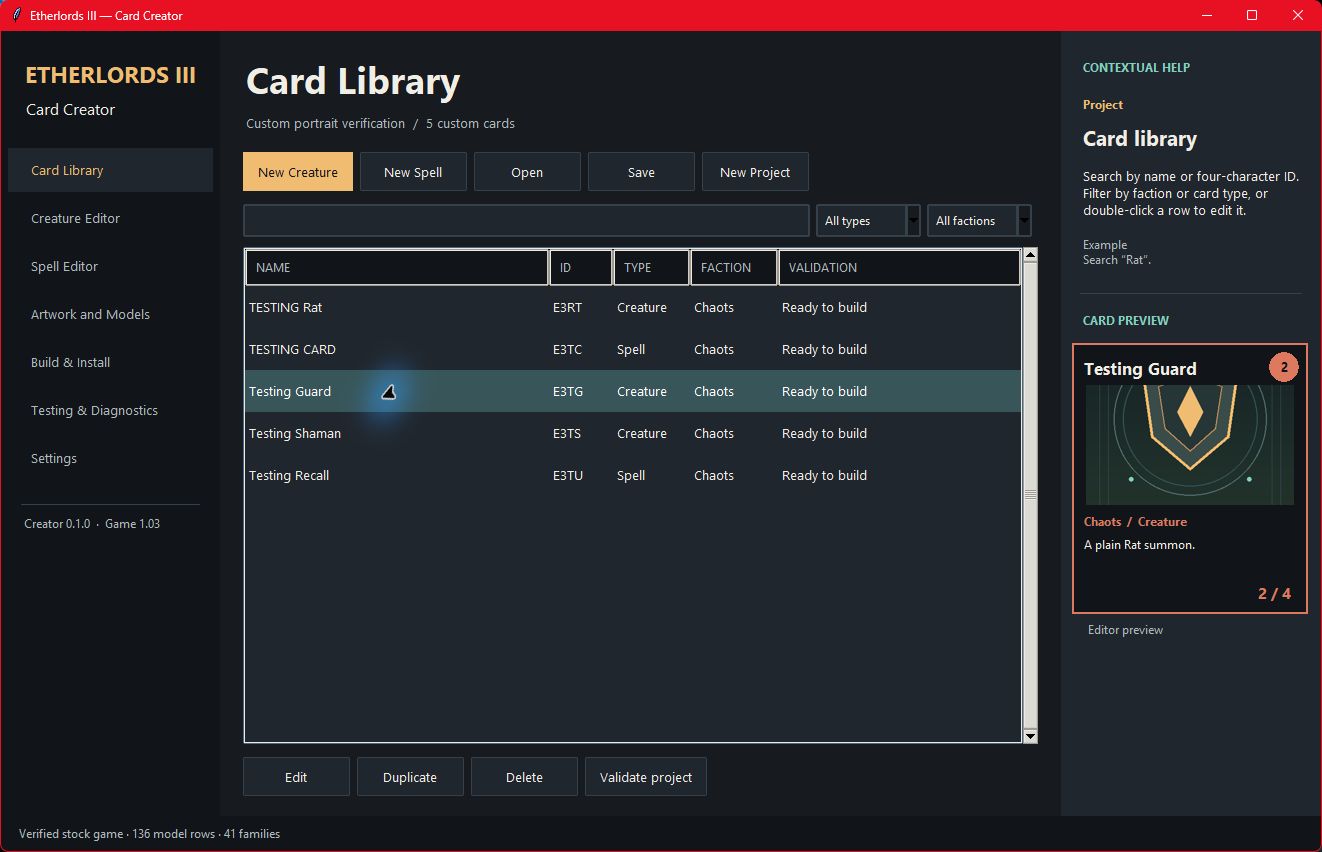 Etherlords III — Card Creator
ETHERLORDS III
Card Creator
Card Library
Creature Editor
Spell Editor
Artwork and Models
Build & Install
Testing & Diagnostics
Settings
Creator 0.1.0 · Game 1.03
Card Library
Custom portrait verification / 5 custom cards
New Creature New Spell Open Save New Project
All types All factions
NAME ID TYPE FACTION VALIDATION
TESTING Rat E3RT Creature Chaots Ready to build
TESTING CARD E3TC Spell Chaots Ready to build
Testing Guard E3TG Creature Chaots Ready to build
Testing Shaman E3TS Creature Chaots Ready to build
Testing Recall E3TU Spell Chaots Ready to build
Edit Duplicate Delete Validate project
CONTEXTUAL HELP
Project
Card library
Search by name or four-character ID.
Filter by faction or card type, or
double-click a row to edit it.
Example
Search “Rat”.
CARD PREVIEW
Testing Guard 2
Chaots / Creature
A plain Rat summon.
2 / 4
Editor preview
Verified stock game · 136 model rows · 41 families